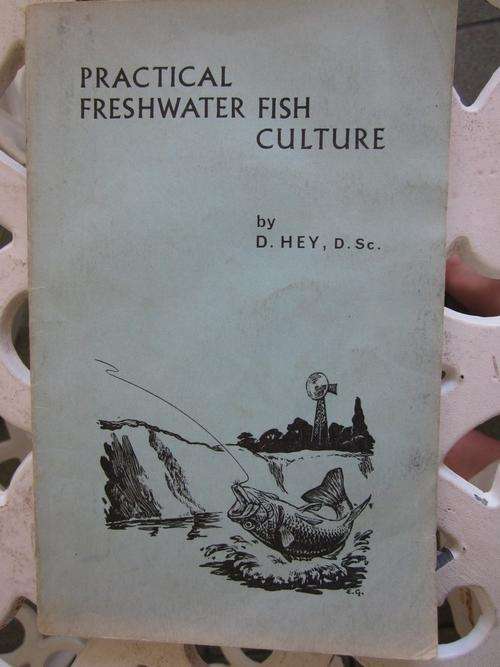 PRACTICAL
FRESHWATER FISH
CULTURE
by
D. HEY, D. Sc.
E.G.